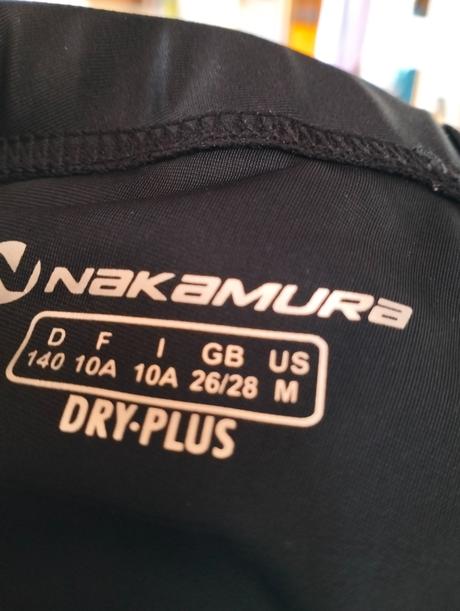 NAKAMURA
D F I GB US
140 10A 10A 26/28 M
DRY·PLUS